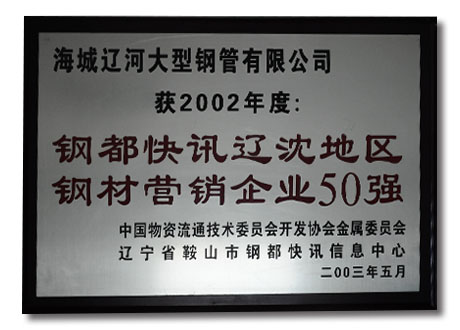 海城辽河大型钢管有限公司
获2002年度:
钢都快讯辽沈地区
钢材营销企业50强
中国物资流通技术委员会开发协会金属委员会
辽宁省鞍山市钢都快讯信息中心
二00三年五月